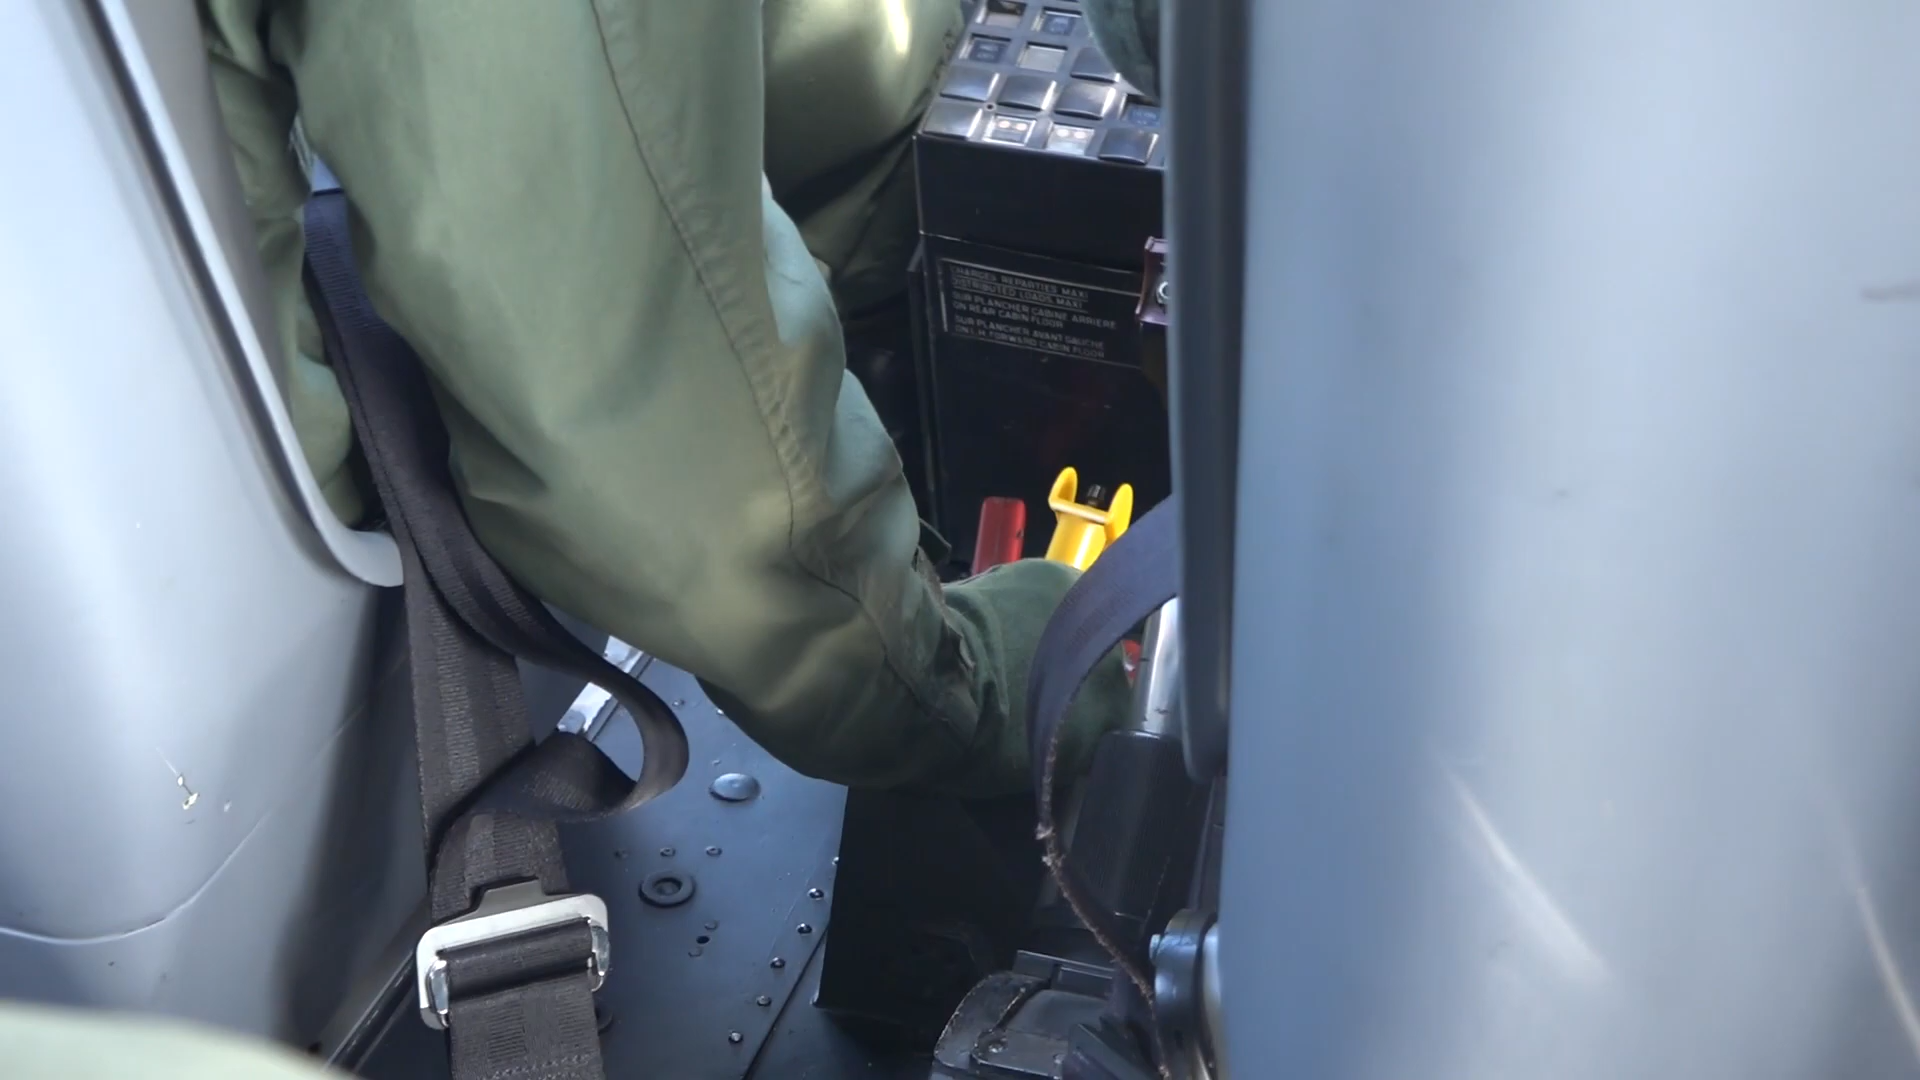 CHARGES REPARTIES MAXI
DISTRIBUTED LOADS, MAXI
SUR PLANCHER CABINE ARRIERE
ON REAR CABIN FLOOR
SUR PLANCHER AVANT GAUCHE
ON L.H. FORWARD CABIN FLOOR